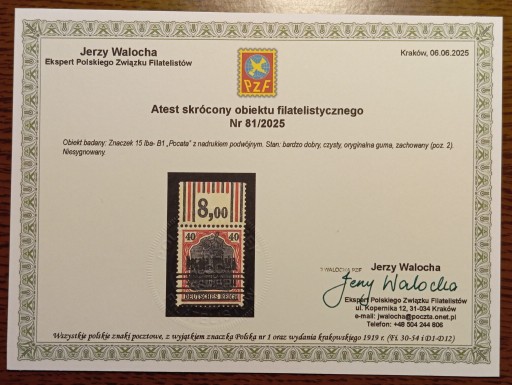 Jerzy Walocha
Ekspert Polskiego Związku Filatelistów
Kraków, 06.06.2025
PZF
Atest skrócony obiektu filatelistycznego
Nr 81/2025
Obiekt badany: Znaczek 15 Iba- B1 „Poczta" z nadrukiem podwójnym. Stan: bardzo dobry, czysty, oryginalna guma, zachowany (poz. 2).
Niesygnowany.
8,00
40 40
DEUTSCHES REICH
Jerzy Walocha
Jerzy Walocha
Ekspert Polskiego Związku Filatelistów
ul. Kopernika 12, 31-034 Kraków
e-mail: jwalocha@poczta.onet.pl
Telefon: +48 504 244 806
Wszystkie polskie znaki pocztowe, z wyjątkiem znaczka Polska nr 1 oraz wydania krakowskiego 1919 r. (Fi. 30-54 i D1-D12)